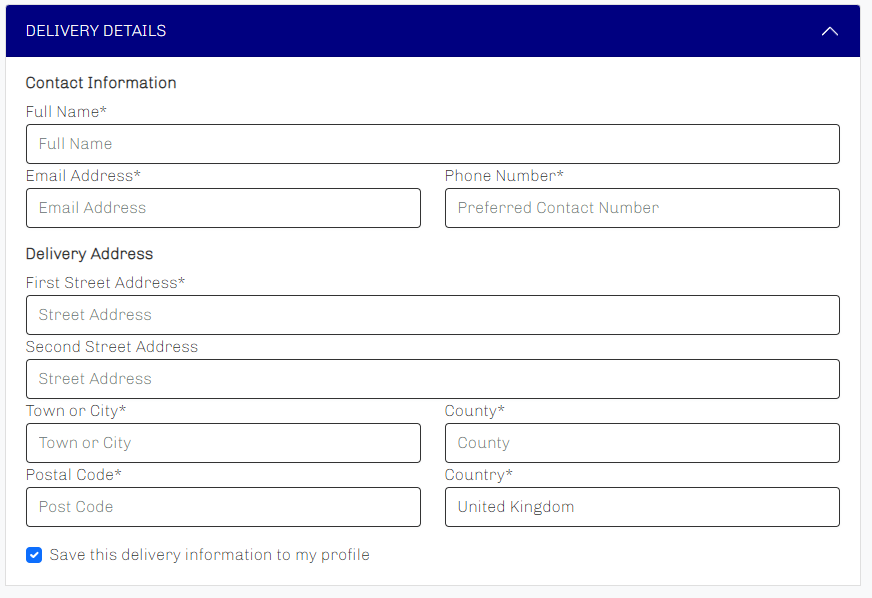 DELIVERY DETAILS
Contact Information
Full Name*
Full Name
Email Address* Phone Number*
Email Address Preferred Contact Number
Delivery Address
First Street Address*
Street Address
Second Street Address
Street Address
Town or City* County*
Town or City County
Postal Code* Country*
Post Code United Kingdom
Save this delivery information to my profile